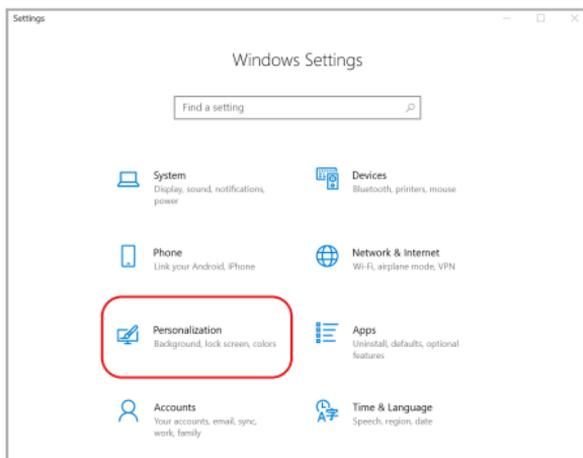 Settings
Windows Settings
Find a setting
System
Display, sound, notifications,
power
Devices
Bluetooth, printers, mouse
Phone
Link your Android, iPhone
Network & Internet
Wi-Fi, airplane mode, VPN
Personalization
Background, lock screen, colors
Apps
Uninstall, defaults, optional
features
Accounts
Your accounts, email, sync,
work, family
Time & Language
Speech, region, date